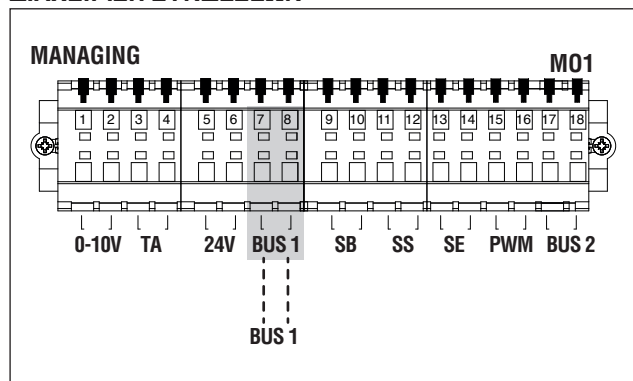 MANAGING
M01
1 2 3 4 5 6 7 8 9 10 11 12 13 14 15 16 17 18
0-10V TA 24V BUS 1 SB SS SE PWM BUS 2
BUS 1